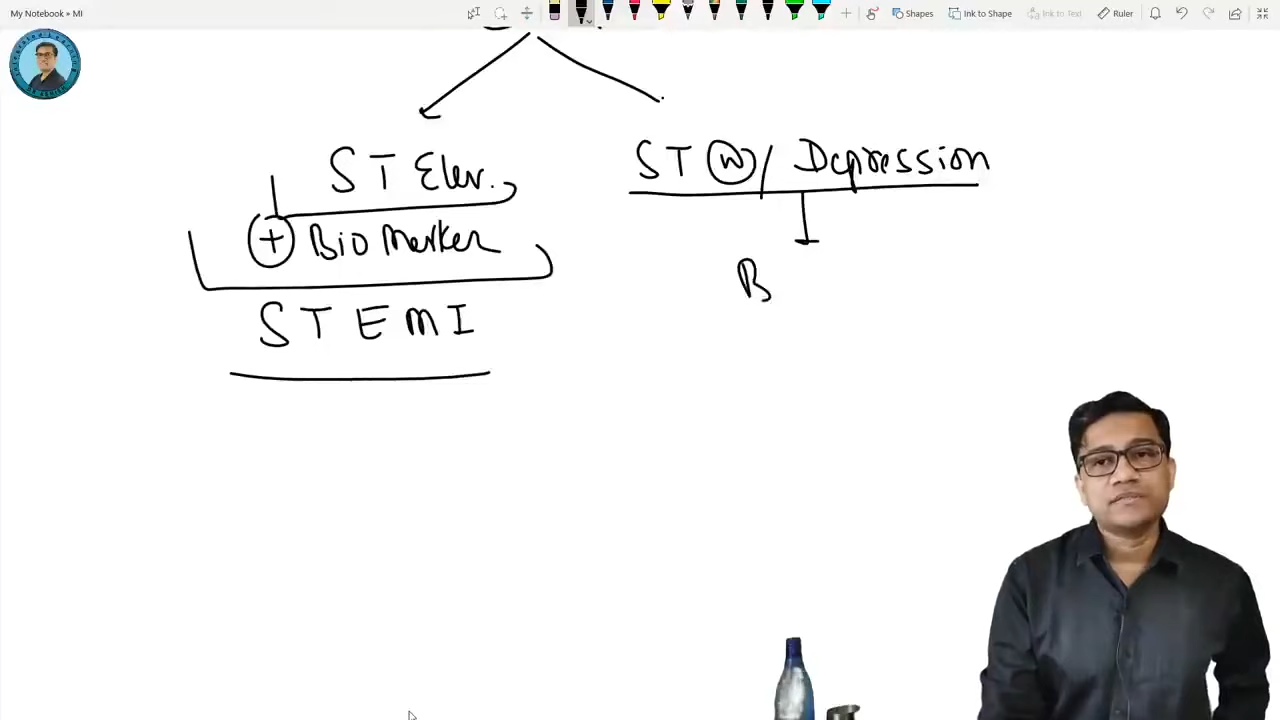 My Notebook » MI
Shapes
Ink to Shape
Ink to Text
Ruler
ST Elev.
ST N / Depression
+ Bio Marker
B
STEMI